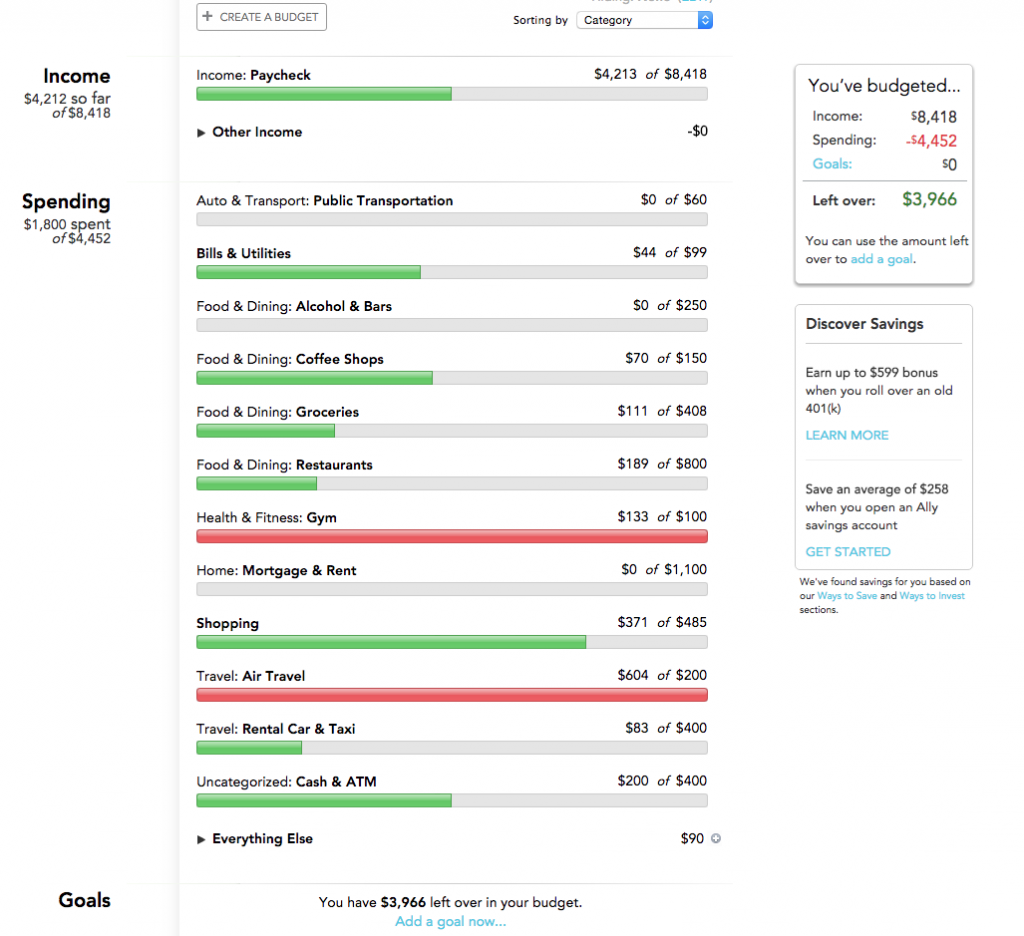 + CREATE A BUDGET
Sorting by Category
Income
$4,212 so far
of $8,418
Income: Paycheck $4,213 of $8,418
▶ Other Income -$0
Spending
$1,800 spent
of $4,452
Auto & Transport: Public Transportation $0 of $60
Bills & Utilities $44 of $99
Food & Dining: Alcohol & Bars $0 of $250
Food & Dining: Coffee Shops $70 of $150
Food & Dining: Groceries $111 of $408
Food & Dining: Restaurants $189 of $800
Health & Fitness: Gym $133 of $100
Home: Mortgage & Rent $0 of $1,100
Shopping $371 of $485
Travel: Air Travel $604 of $200
Travel: Rental Car & Taxi $83 of $400
Uncategorized: Cash & ATM $200 of $400
▶ Everything Else $90
Goals
You have $3,966 left over in your budget.
Add a goal now...
You've budgeted...
Income: $8,418
Spending: -$4,452
Goals: $0
Left over: $3,966
You can use the amount left
over to add a goal.
Discover Savings
Earn up to $599 bonus
when you roll over an old
401(k)
LEARN MORE
Save an average of $258
when you open an Ally
savings account
GET STARTED
We've found savings for you based on
our Ways to Save and Ways to Invest
sections.